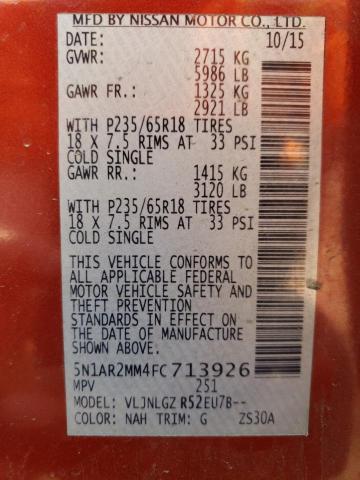 MFD BY NISSAN MOTOR CO., LTD.
DATE: 10/15
GVWR: 2715 KG
5986 LB
GAWR FR.: 1325 KG
2921 LB
WITH P235/65R18 TIRES
18 X 7.5 RIMS AT 33 PSI
COLD SINGLE
GAWR RR.: 1415 KG
3120 LB
WITH P235/65R18 TIRES
18 X 7.5 RIMS AT 33 PSI
COLD SINGLE
THIS VEHICLE CONFORMS TO
ALL APPLICABLE FEDERAL
MOTOR VEHICLE SAFETY AND
THEFT PREVENTION
STANDARDS IN EFFECT ON
THE DATE OF MANUFACTURE
SHOWN ABOVE.
5N1AR2MM4FC713926
MPV 251
MODEL: VLJNLGZ R52EU7B--
COLOR: NAH TRIM: G ZS30A